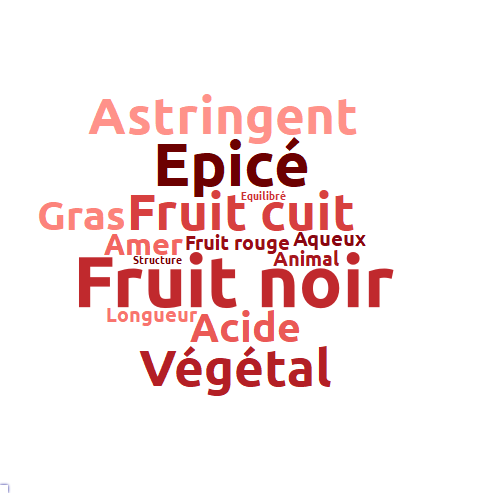 Astringent
Epicé
Equilibré
Gras Fruit cuit
Amer Fruit rouge Aqueux
Structure Animal
Fruit noir
Longueur
Acide
Végétal